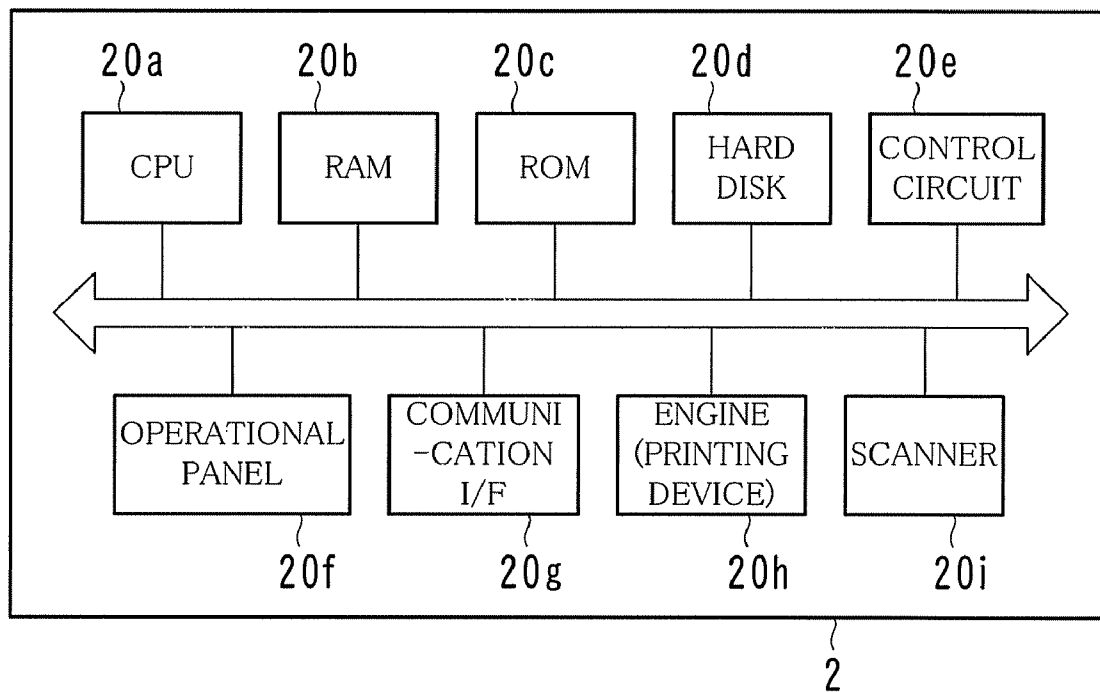 20a 20b 20c 20d 20e
CPU RAM ROM HARD DISK CONTROL CIRCUIT
OPERATIONAL PANEL COMMUNI-CATION I/F ENGINE (PRINTING DEVICE) SCANNER
20f 20g 20h 20i
2